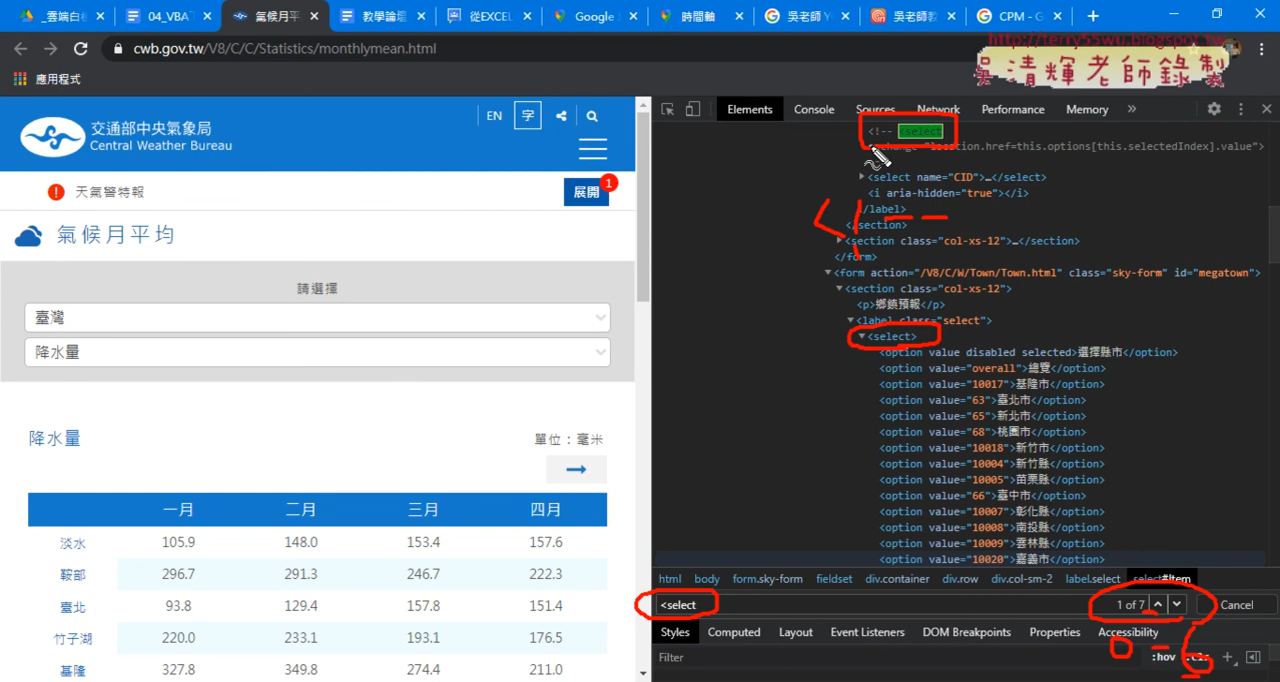 _雲端白板
04_VBA
氣候月平
教學論壇
從EXCEL
Google
時間軸
吳老師 Y
吳老師教
CPM - G
cwb.gov.tw/V8/C/C/Statistics/monthlymean.html
http://terry55wu.blogspot.tw
吳清輝老師錄製
應用程式
交通部中央氣象局
Central Weather Bureau
EN
字
天氣警特報
展開
1
氣候月平均
請選擇
臺灣
降水量
降水量
單位：毫米
一月 二月 三月 四月
淡水 105.9 148.0 153.4 157.6
鞍部 296.7 291.3 246.7 222.3
臺北 93.8 129.4 157.8 151.4
竹子湖 220.0 233.1 193.1 176.5
基隆 327.8 349.8 274.4 211.0
Elements Console Sources Network Performance Memory »
<!-- <select
change="location.href=this.options[this.selectedIndex].value">
<select name="CID">…</select>
<i aria-hidden="true"></i>
</label>
</section>
<section class="col-xs-12">…</section>
</form>
<form action="/V8/C/W/Town/Town.html" class="sky-form" id="megatown">
<section class="col-xs-12">
<p>鄉鎮預報</p>
<label class="select">
<select>
<option value disabled selected>選擇縣市</option>
<option value="overall">總覽</option>
<option value="10017">基隆市</option>
<option value="63">臺北市</option>
<option value="65">新北市</option>
<option value="68">桃園市</option>
<option value="10018">新竹市</option>
<option value="10004">新竹縣</option>
<option value="10005">苗栗縣</option>
<option value="66">臺中市</option>
<option value="10007">彰化縣</option>
<option value="10008">南投縣</option>
<option value="10009">雲林縣</option>
<option value="10020">嘉義市</option>
html body form.sky-form fieldset div.container div.row div.col-sm-2 label.select select#Item
<select
1 of 7
Cancel
Styles Computed Layout Event Listeners DOM Breakpoints Properties Accessibility
Filter
:hov .cls